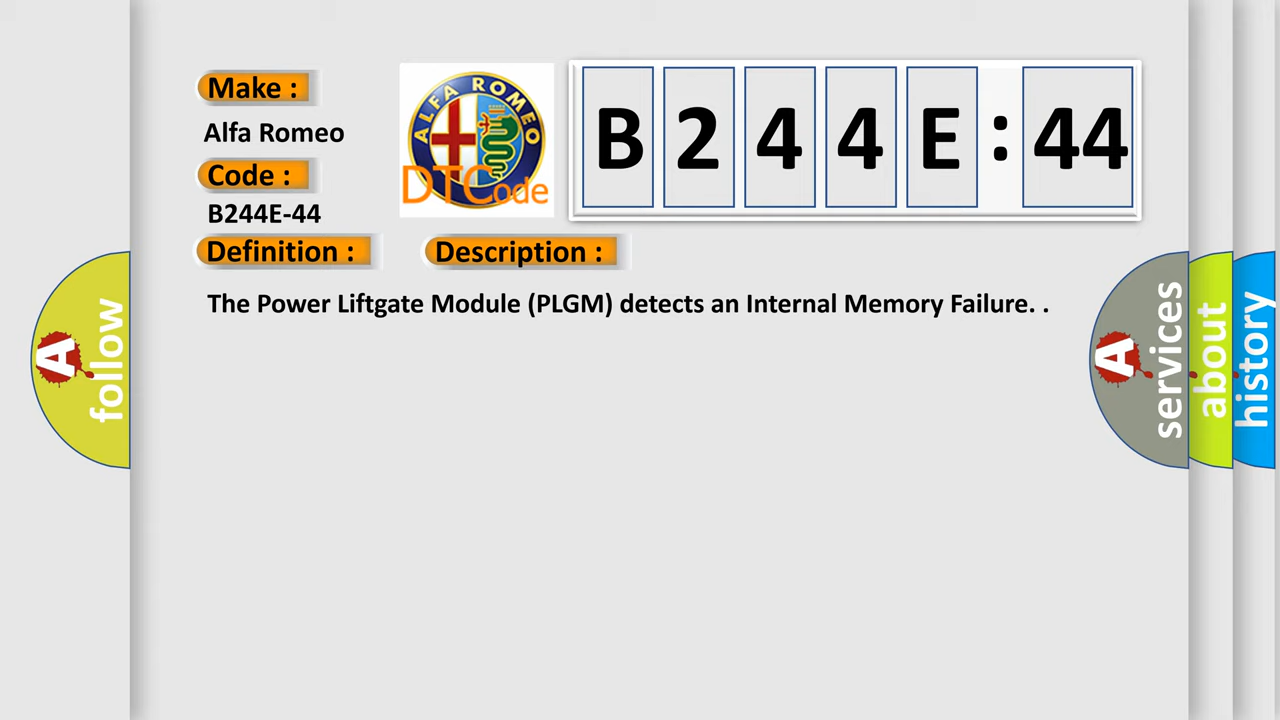 Make :
Alfa Romeo
Code :
B244E-44
Definition :
Description :
The Power Liftgate Module (PLGM) detects an Internal Memory Failure. .
ALFA ROMEO
DTCode
B 2 4 4 E : 44
A follow
A services
about
history